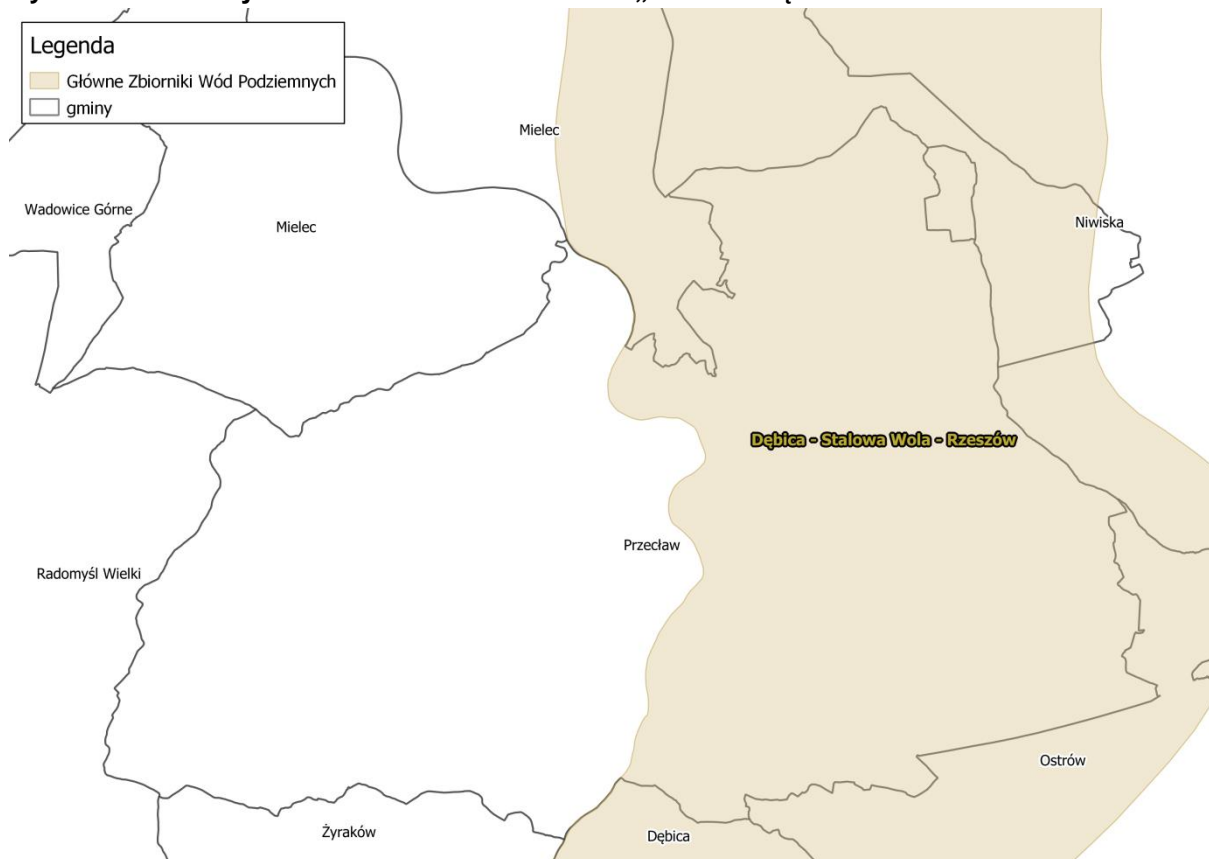 Legenda
Główne Zbiorniki Wód Podziemnych
gminy
Mielec
Wadowice Górne
Mielec
Niwiska
Dębica - Stalowa Wola - Rzeszów
Przecław
Radomyśl Wielki
Ostrów
Żyraków
Dębica